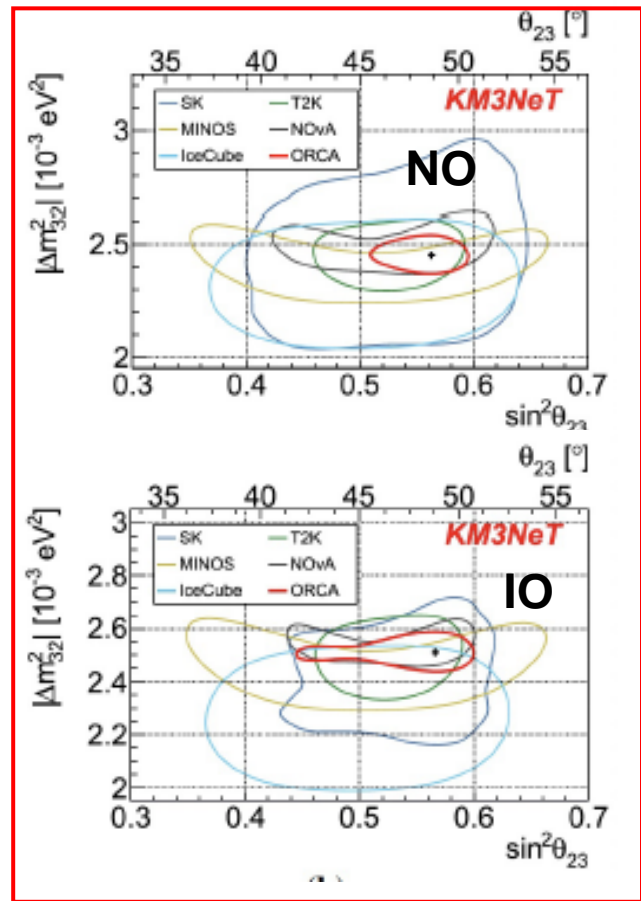 θ23 [°]
35 40 45 50 55
SK T2K KM3NeT
MINOS NOvA
IceCube ORCA
NO
|Δm²32| [10⁻³ eV²]
3
2.5
2
0.3 0.4 0.5 0.6 0.7
sin²θ23
θ23 [°]
35 40 45 50 55
SK T2K KM3NeT
MINOS NOvA
IceCube ORCA
IO
|Δm²32| [10⁻³ eV²]
3
2.8
2.6
2.4
2.2
2
0.3 0.4 0.5 0.6 0.7
sin²θ23